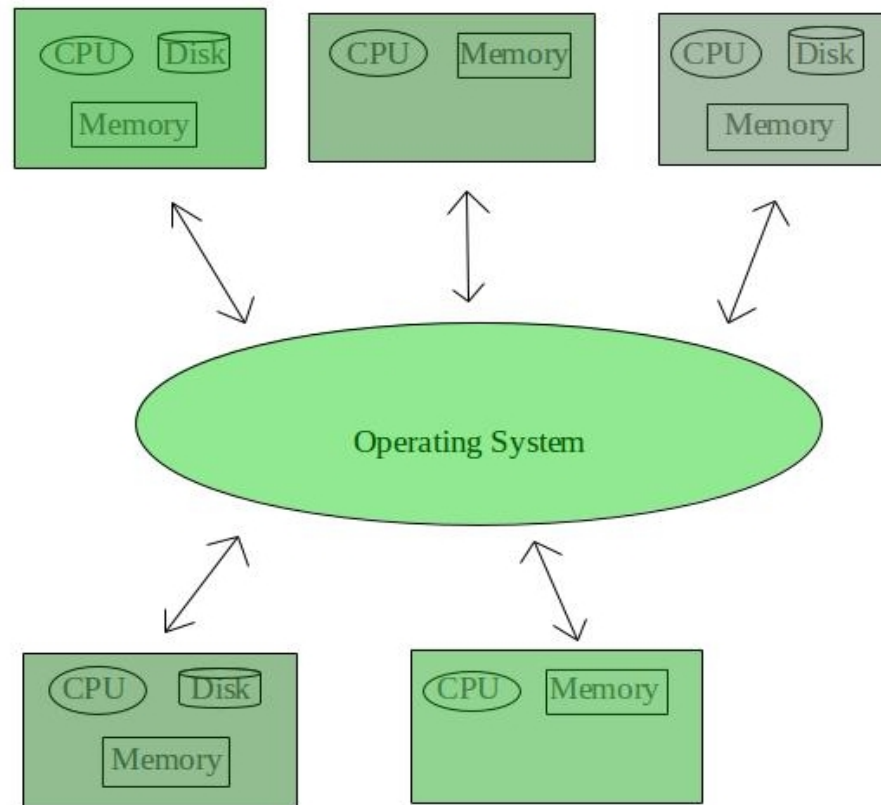 CPU Disk
Memory
CPU Memory
CPU Disk
Memory
Operating System
CPU Disk
Memory
CPU Memory